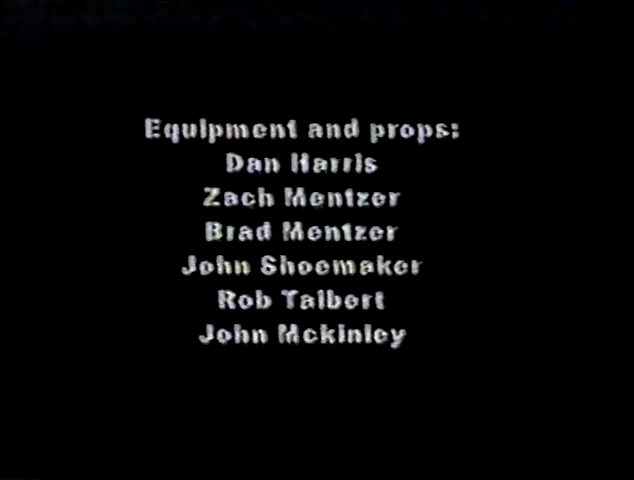 Equipment and props:
Dan Harris
Zach Mentzer
Brad Mentzer
John Shoemaker
Rob Talbert
John Mckinley